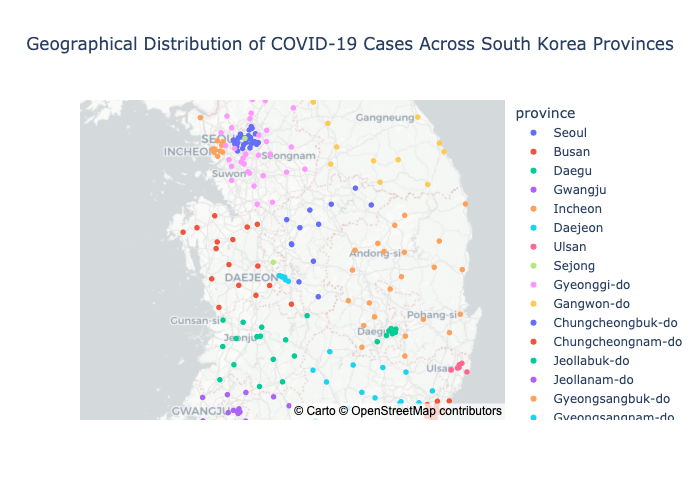 Geographical Distribution of COVID-19 Cases Across South Korea Provinces
province
Seoul
Busan
Daegu
Gwangju
Incheon
Daejeon
Ulsan
Sejong
Gyeonggi-do
Gangwon-do
Chungcheongbuk-do
Chungcheongnam-do
Jeollabuk-do
Jeollanam-do
Gyeongsangbuk-do
Gyeongsangnam-do
Gangneung
SEOUL
INCHEON
Seongnam
Suwon
Andong-si
DAEJEON
Pohang-si
Gunsan-si
Jeonju
Daegu
Ulsan
GWANGJU
© Carto © OpenStreetMap contributors